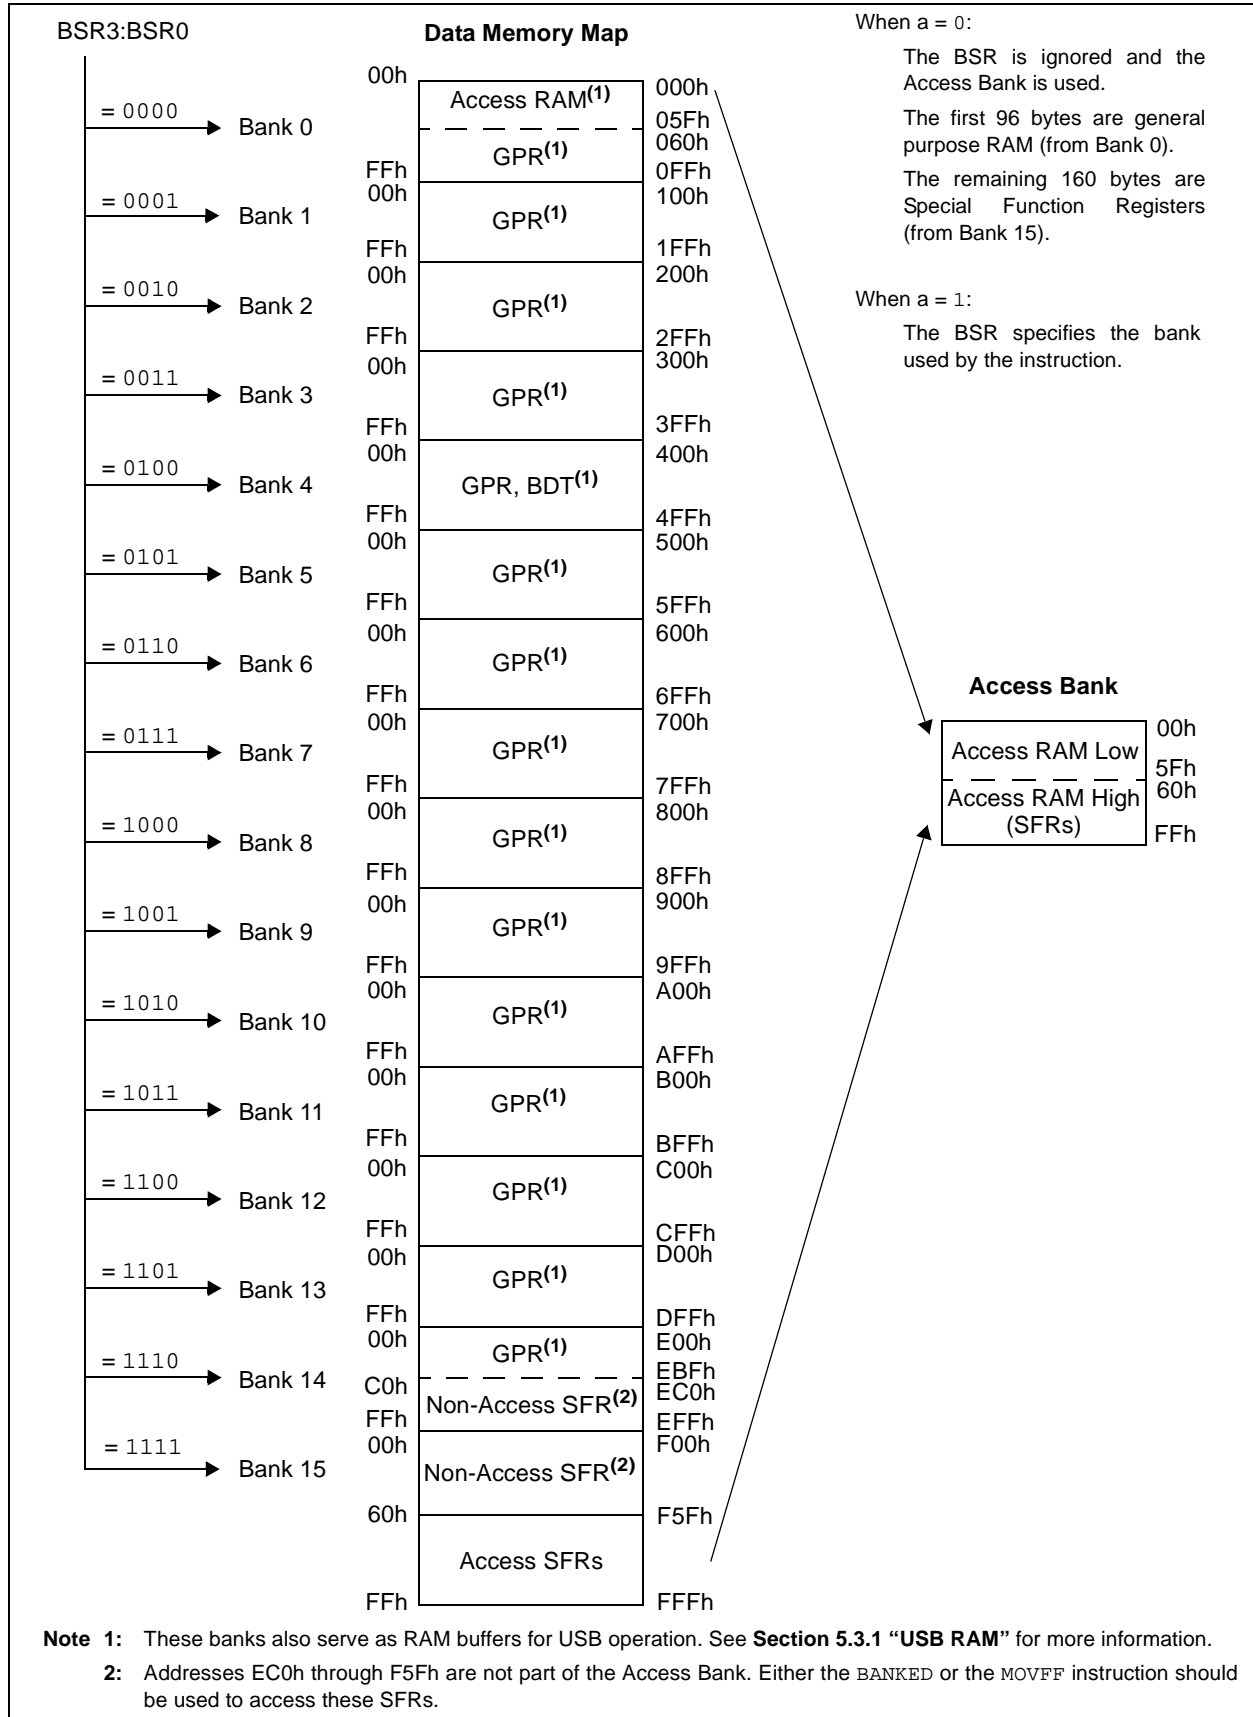 BSR3:BSR0
Data Memory Map
When a = 0:
The BSR is ignored and the
Access Bank is used.
The first 96 bytes are general
purpose RAM (from Bank 0).
The remaining 160 bytes are
Special Function Registers
(from Bank 15).
When a = 1:
The BSR specifies the bank
used by the instruction.
= 0000
Bank 0
00h
Access RAM(1)
000h
05Fh
060h
GPR(1)
FFh
0FFh
= 0001
Bank 1
00h
100h
GPR(1)
FFh
1FFh
= 0010
Bank 2
00h
200h
GPR(1)
FFh
2FFh
= 0011
Bank 3
00h
300h
GPR(1)
FFh
3FFh
= 0100
Bank 4
00h
400h
GPR, BDT(1)
FFh
4FFh
= 0101
Bank 5
00h
500h
GPR(1)
FFh
5FFh
= 0110
Bank 6
00h
600h
GPR(1)
FFh
6FFh
= 0111
Bank 7
00h
700h
GPR(1)
FFh
7FFh
= 1000
Bank 8
00h
800h
GPR(1)
FFh
8FFh
= 1001
Bank 9
00h
900h
GPR(1)
FFh
9FFh
= 1010
Bank 10
00h
A00h
GPR(1)
FFh
AFFh
= 1011
Bank 11
00h
B00h
GPR(1)
FFh
BFFh
= 1100
Bank 12
00h
C00h
GPR(1)
FFh
CFFh
= 1101
Bank 13
00h
D00h
GPR(1)
FFh
DFFh
= 1110
Bank 14
00h
E00h
GPR(1)
EBFh
C0h
EC0h
Non-Access SFR(2)
FFh
EFFh
= 1111
Bank 15
00h
F00h
Non-Access SFR(2)
60h
F5Fh
Access SFRs
FFh
FFFh
Access Bank
Access RAM Low
00h
5Fh
60h
Access RAM High
(SFRs)
FFh
Note 1: These banks also serve as RAM buffers for USB operation. See Section 5.3.1 “USB RAM” for more information.
2: Addresses EC0h through F5Fh are not part of the Access Bank. Either the BANKED or the MOVFF instruction should
be used to access these SFRs.